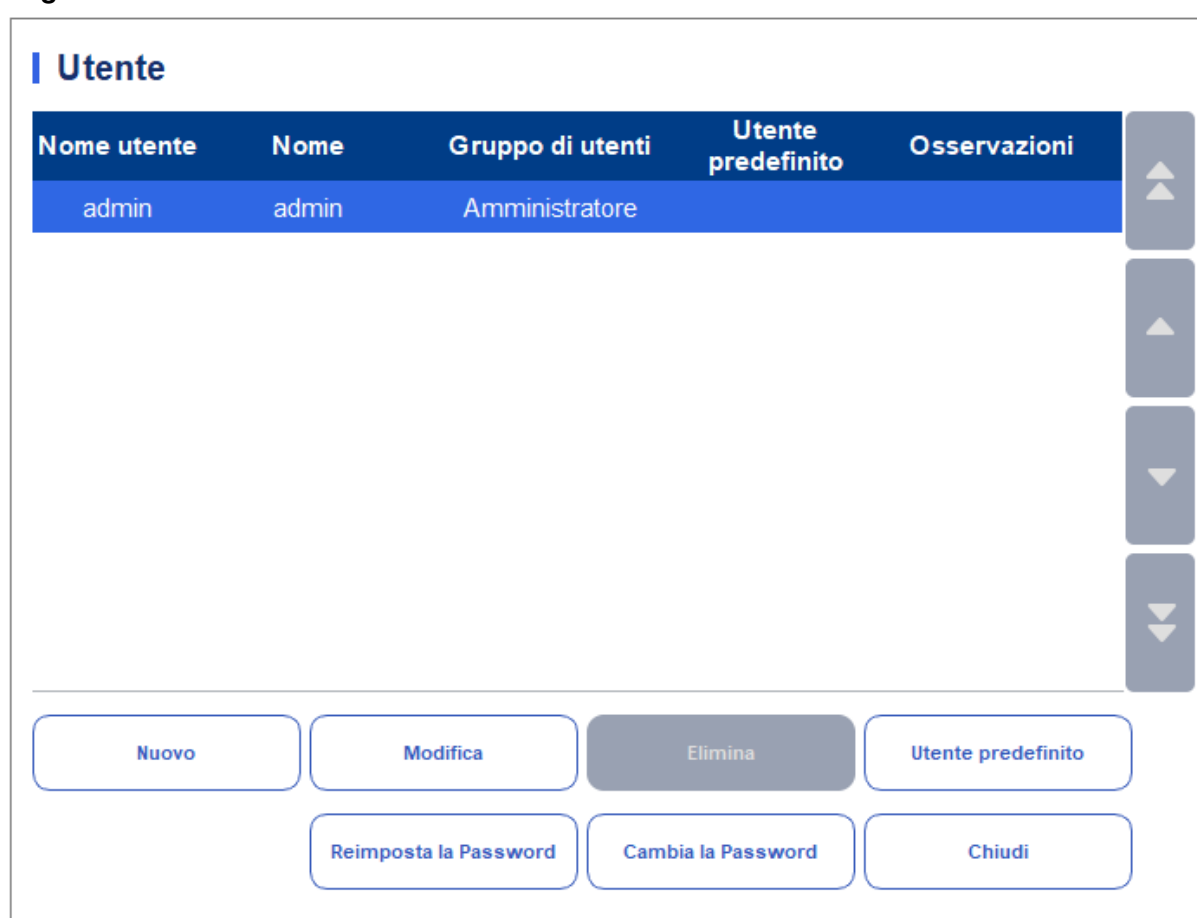 Utente
Nome utente Nome Gruppo di utenti Utente predefinito Osservazioni
admin admin Amministratore
Nuovo Modifica Elimina Utente predefinito
Reimposta la Password Cambia la Password Chiudi